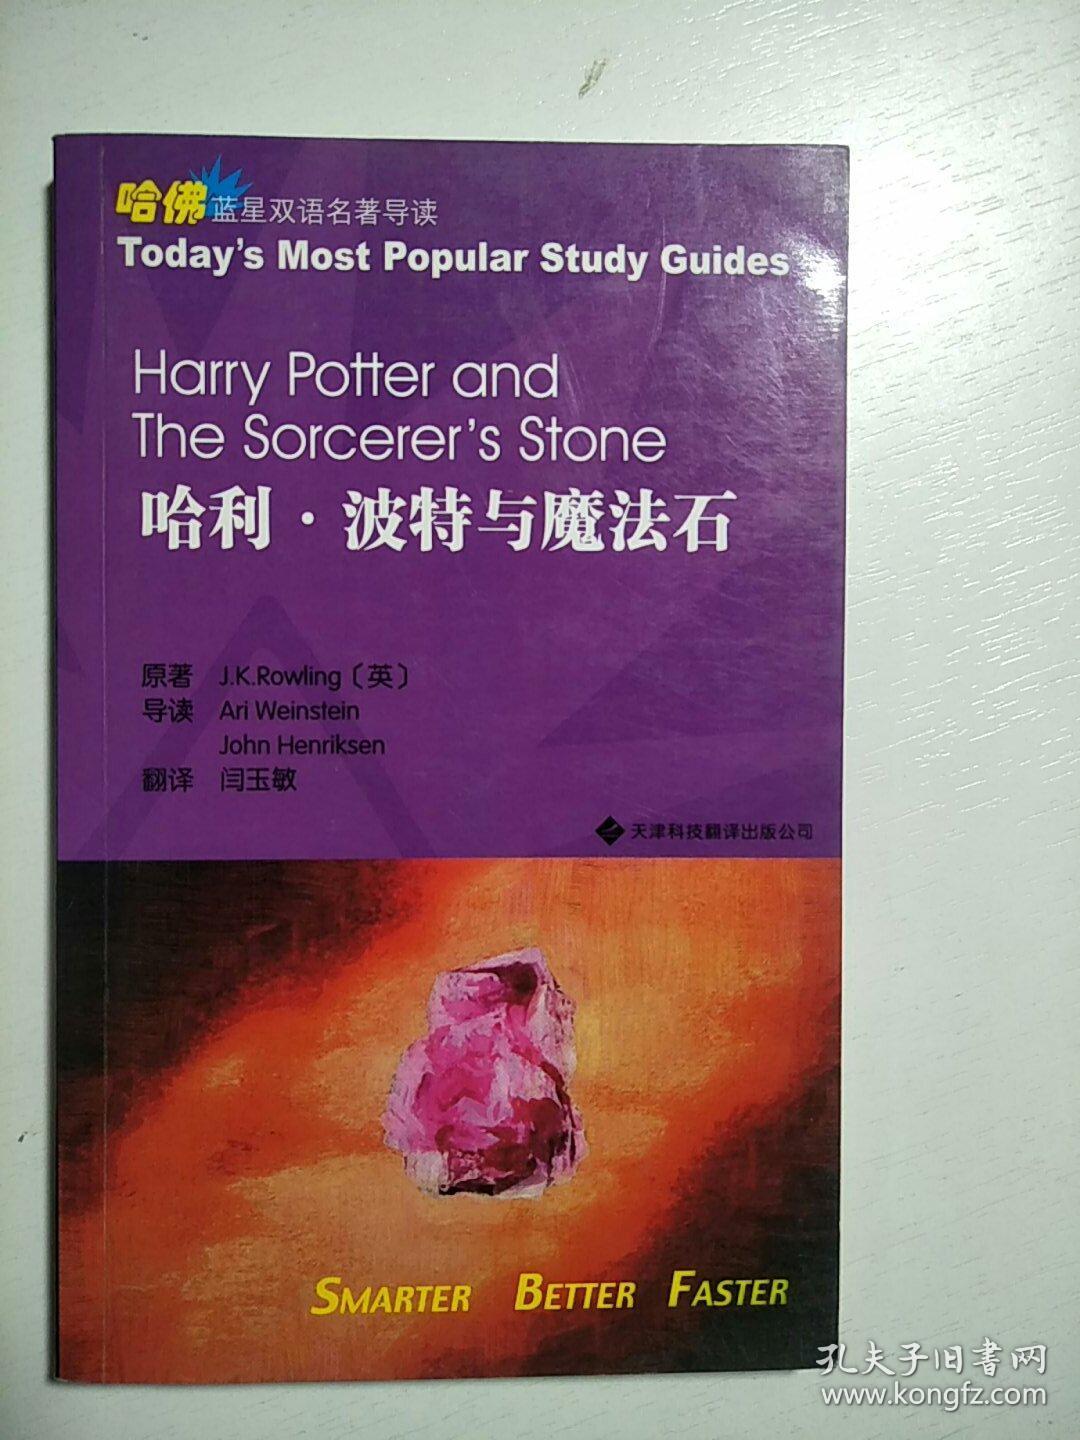 哈佛蓝星双语名著导读
Today's Most Popular Study Guides
Harry Potter and
The Sorcerer's Stone
哈利·波特与魔法石
原著 J.K.Rowling〔英〕
导读 Ari Weinstein
John Henriksen
翻译 闫玉敏
天津科技翻译出版公司
SMARTER BETTER FASTER
孔夫子旧書网
www.kongfz.com